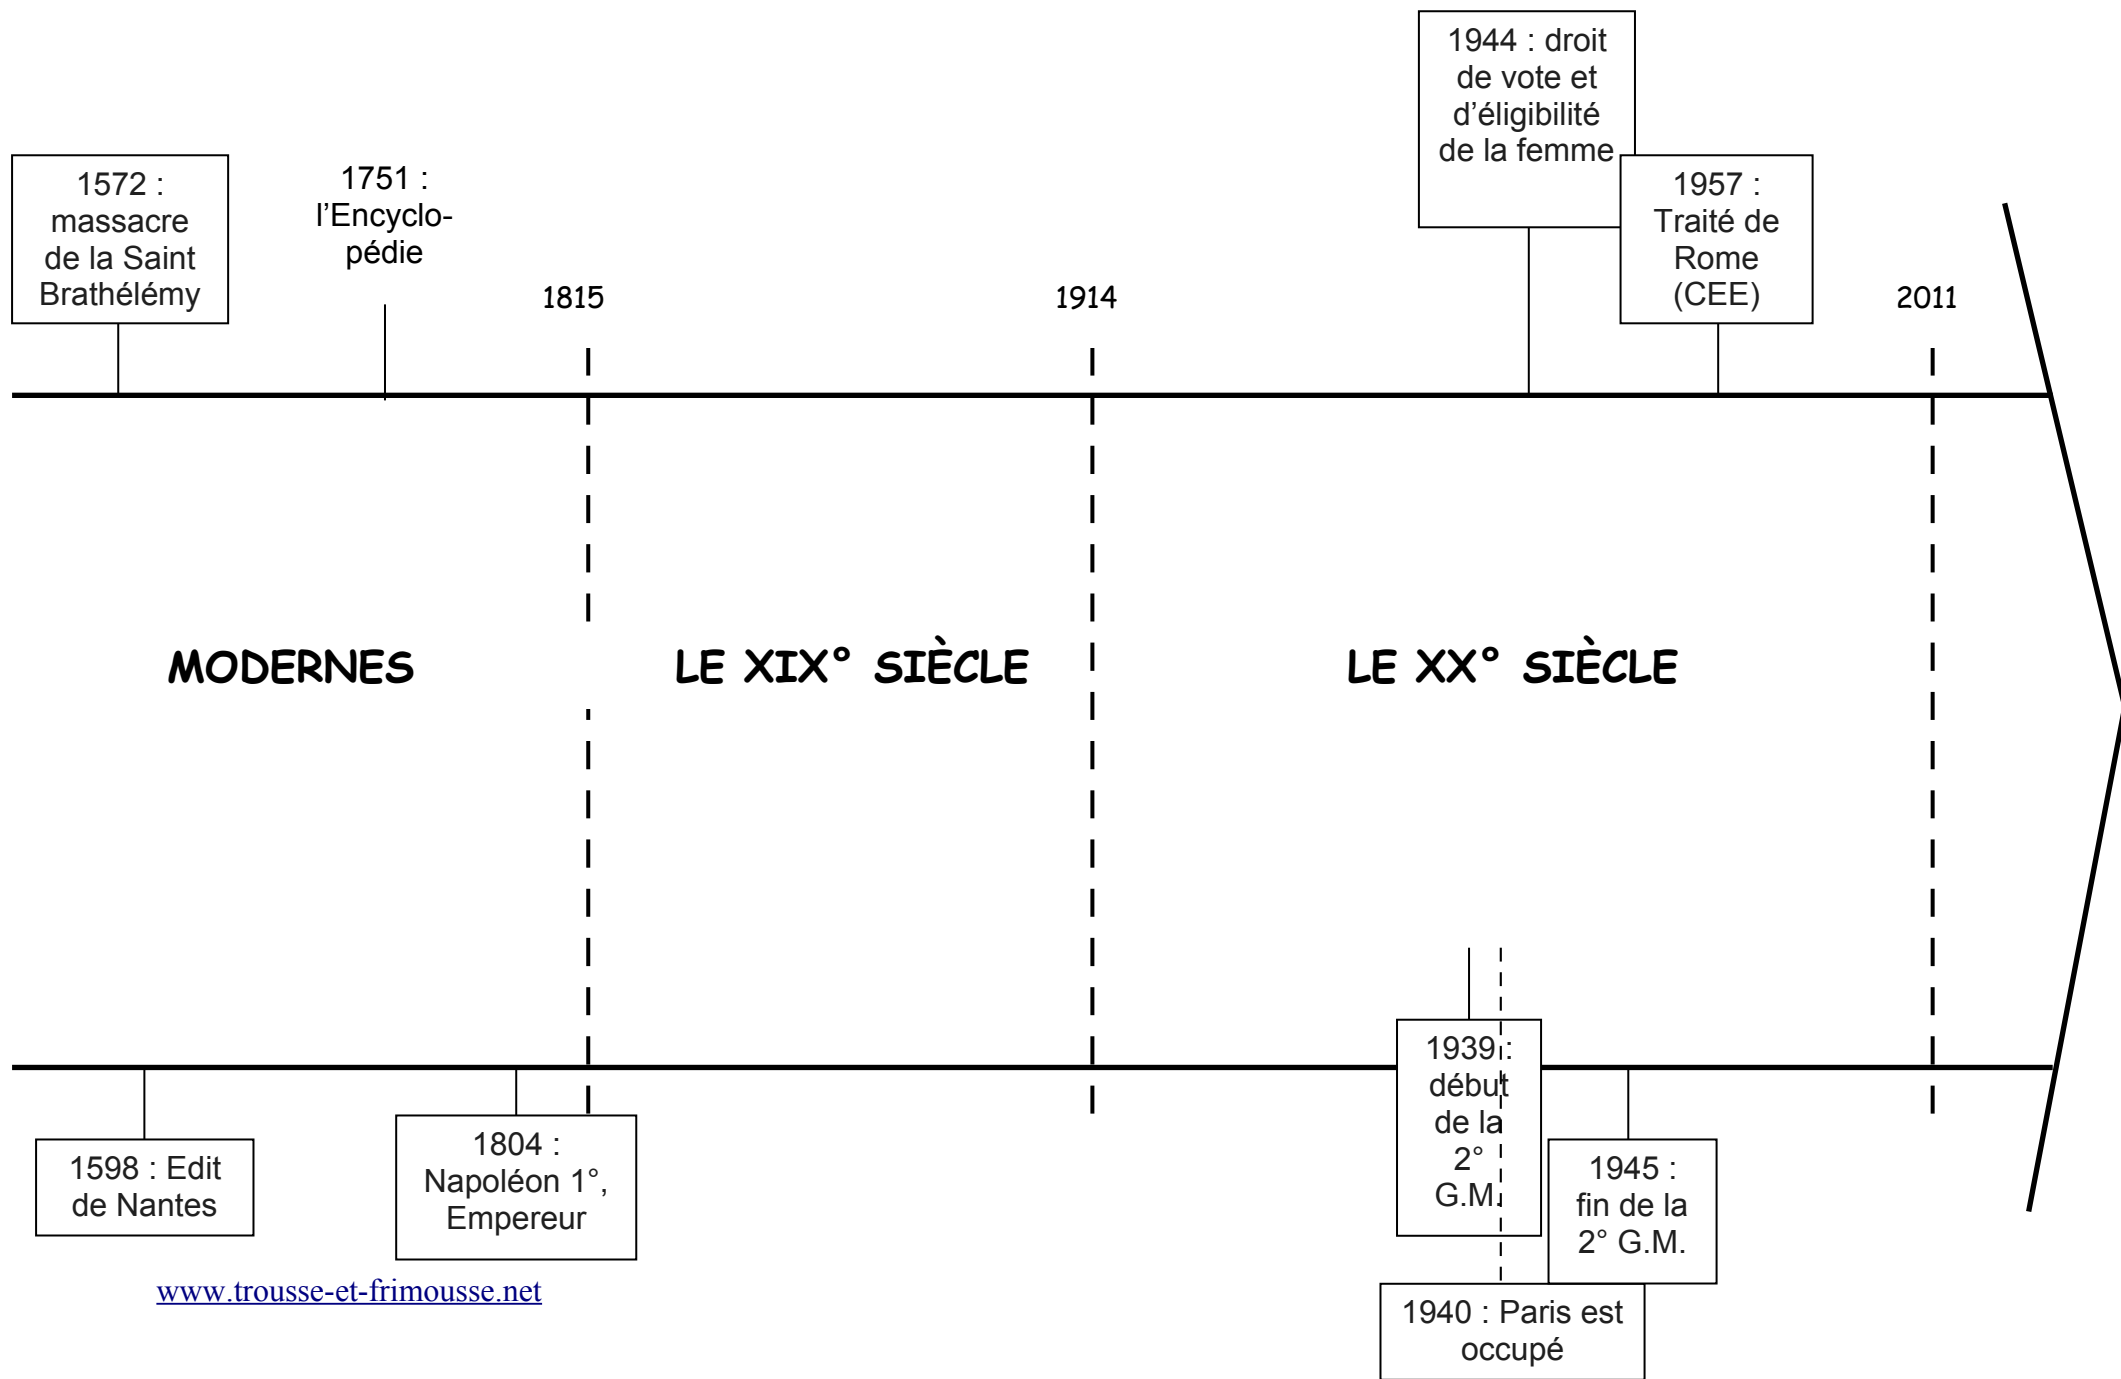 1944 : droit
de vote et
d'éligibilité
de la femme
1572 :
massacre
de la Saint
Brathélémy
1751 :
l'Encyclo-
pédie
1957 :
Traité de
Rome
(CEE)
1815
1914
2011
MODERNES
LE XIX° SIÈCLE
LE XX° SIÈCLE
1939 :
début
de la
2°
G.M.
1598 : Edit
de Nantes
1804 :
Napoléon 1°,
Empereur
1945 :
fin de la
2° G.M.
www.trousse-et-frimousse.net
1940 : Paris est
occupé